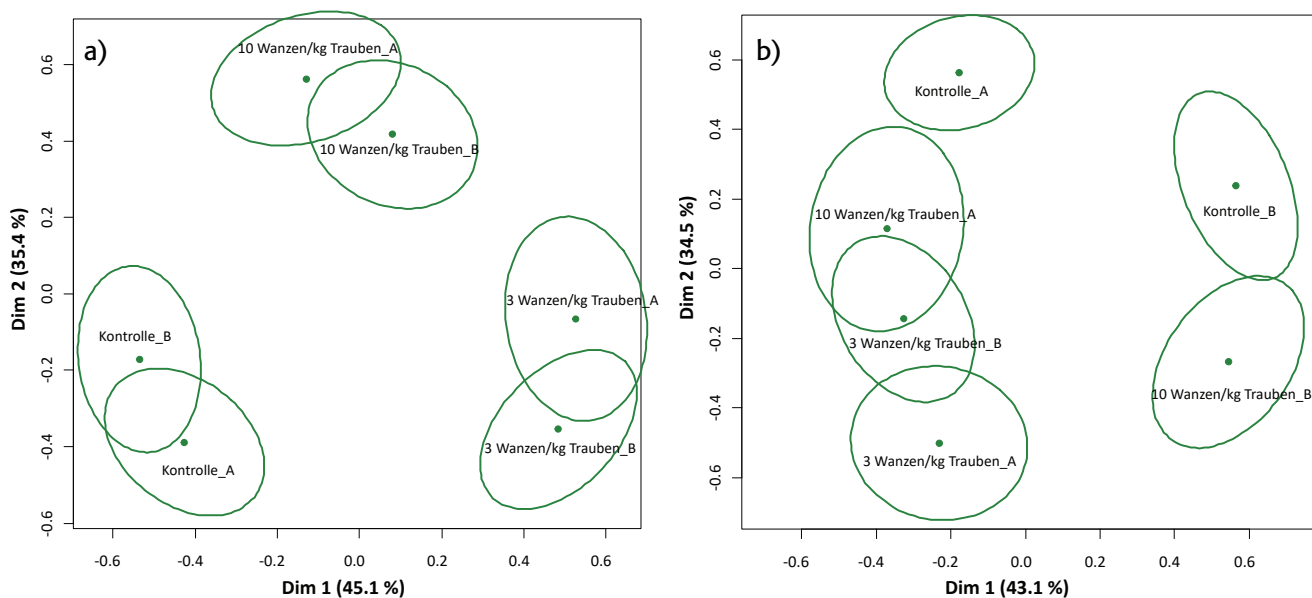 a)
10 Wanzen/kg Trauben_A
10 Wanzen/kg Trauben_B
3 Wanzen/kg Trauben_A
Kontrolle_B
3 Wanzen/kg Trauben_B
Kontrolle_A
Dim 2 (35.4 %)
0.6
0.4
0.2
0.0
-0.2
-0.4
-0.6
-0.6
-0.4
-0.2
0.0
0.2
0.4
0.6
Dim 1 (45.1 %)
b)
Kontrolle_A
10 Wanzen/kg Trauben_A
Kontrolle_B
3 Wanzen/kg Trauben_B
10 Wanzen/kg Trauben_B
3 Wanzen/kg Trauben_A
Dim 2 (34.5 %)
0.6
0.4
0.2
0.0
-0.2
-0.4
-0.6
-0.6
-0.4
-0.2
0.0
0.2
0.4
0.6
Dim 1 (43.1 %)